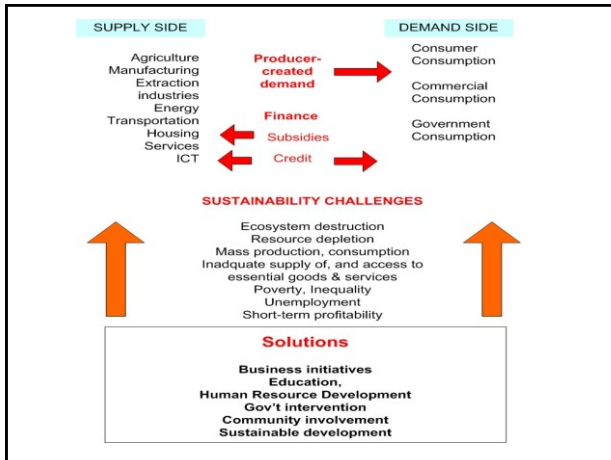 SUPPLY SIDE
Agriculture
Manufacturing
Extraction
industries
Energy
Transportation
Housing
Services
ICT
Producer-
created
demand
Finance
Subsidies
Credit
DEMAND SIDE
Consumer
Consumption
Commercial
Consumption
Government
Consumption
SUSTAINABILITY CHALLENGES
Ecosystem destruction
Resource depletion
Mass production, consumption
Inadquate supply of, and access to
essential goods & services
Poverty, Inequality
Unemployment
Short-term profitability
Solutions
Business initiatives
Education,
Human Resource Development
Gov't intervention
Community involvement
Sustainable development